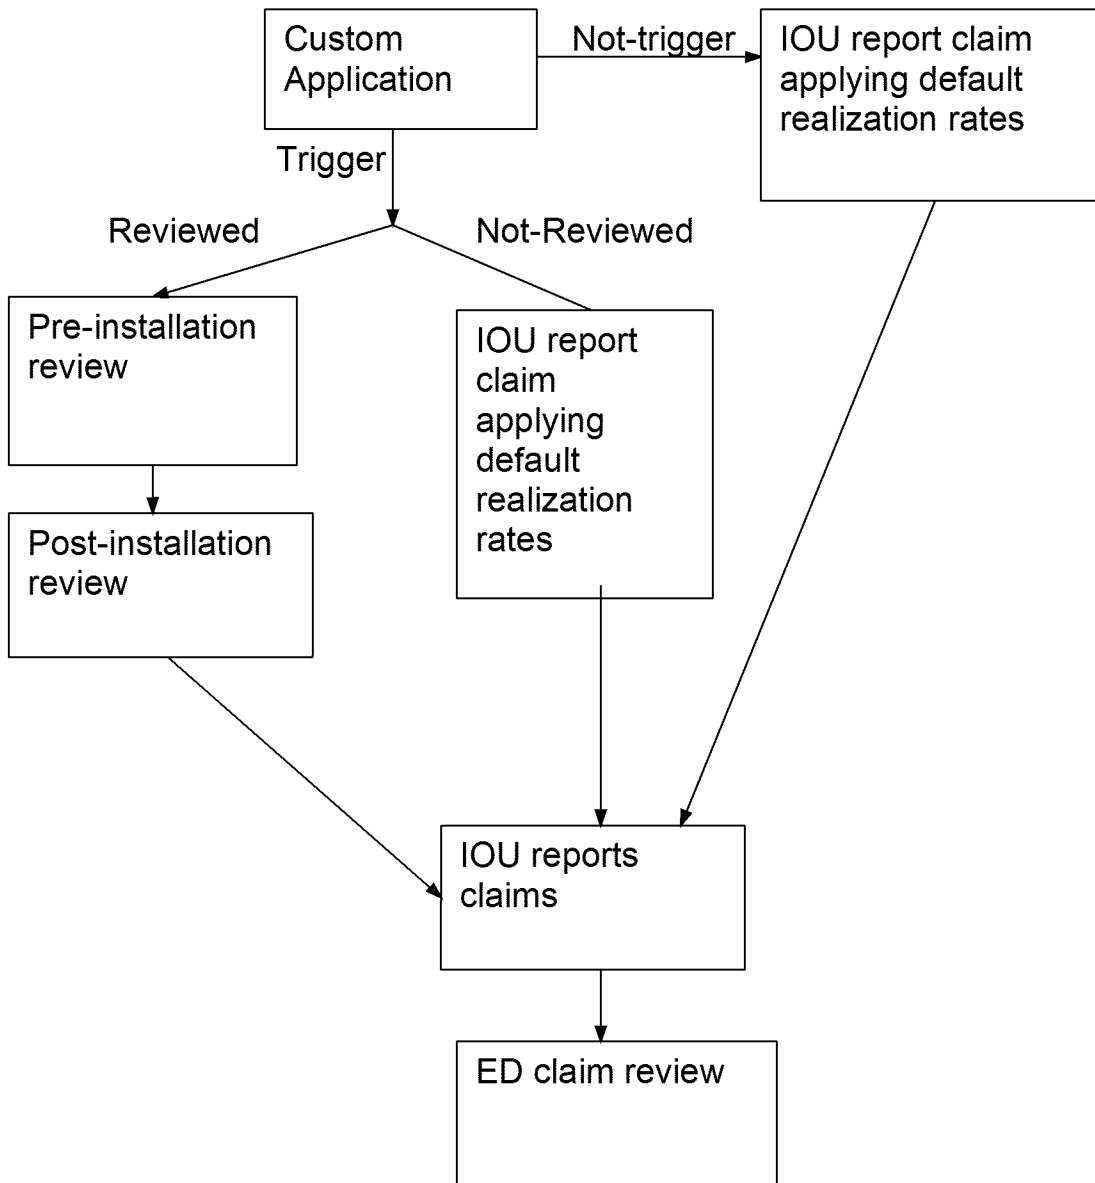 Custom
Application
Not-trigger
IOU report claim
applying default
realization rates
Trigger
Reviewed
Not-Reviewed
Pre-installation
review
IOU report
claim
applying
default
realization
rates
Post-installation
review
IOU reports
claims
ED claim review